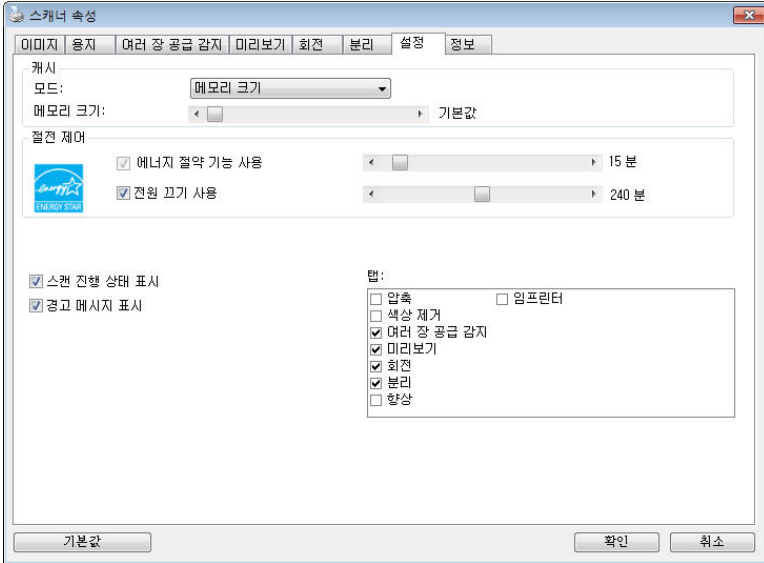 스캐너 속성
이미지 용지 여러 장 공급 감지 미리보기 회전 분리 설정 정보
캐시
모드: 메모리 크기
메모리 크기: 기본값
절전 제어
에너지 절약 기능 사용 15 분
energy
ENERGY STAR
전원 끄기 사용 240 분
스캔 진행 상태 표시
경고 메시지 표시
탭:
압축 임프린터
색상 제거
여러 장 공급 감지
미리보기
회전
분리
향상
기본값 확인 취소